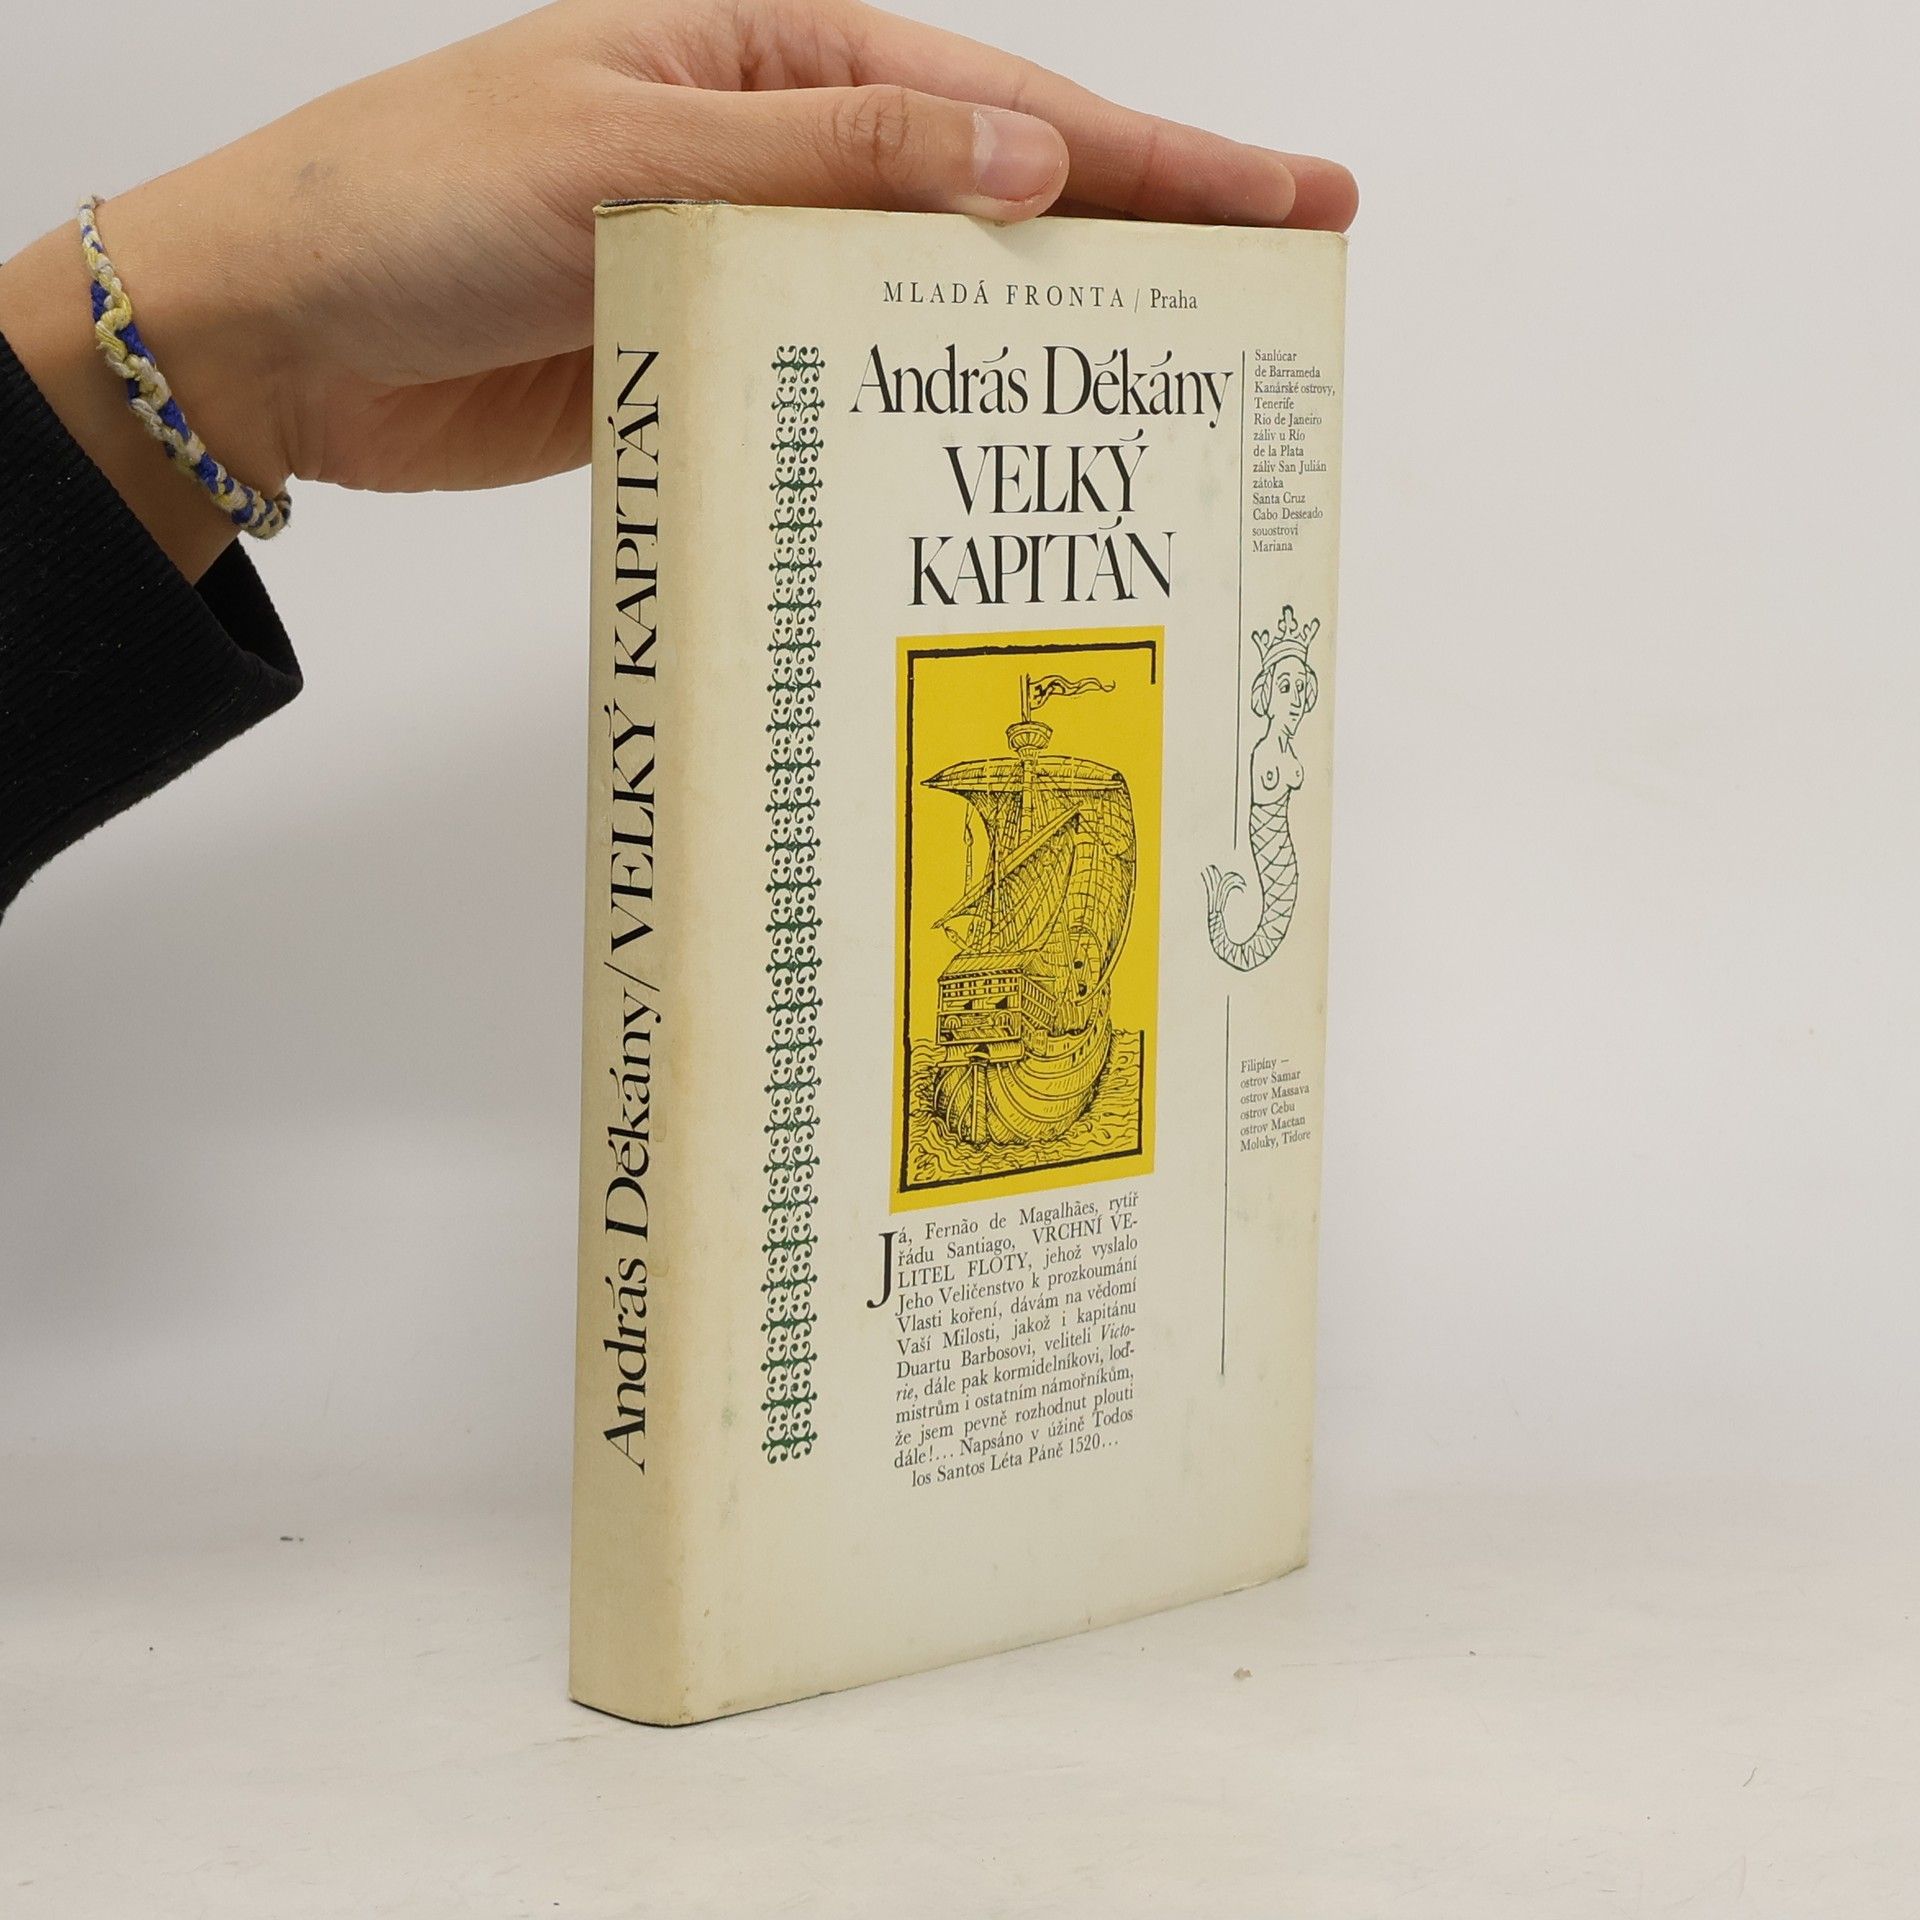 András Dékány/VELKÝ KAPITÁN
MLADÁ FRONTA / Praha
András Dékány
VELKÝ
KAPITÁN
Sanlúcar
de Barrameda
Kanárské ostrovy,
Tenerife
Rio de Janeiro
záliv u Río
de la Plata
záliv San Julián
zátoka
Santa Cruz
Cabo Desseado
souostroví
Mariana
Filipíny —
ostrov Samar
ostrov Massava
ostrov Cebu
ostrov Mactan
Moluky, Tidore
Já, Fernão de Magalhães, rytíř
řádu Santiago, VRCHNÍ VE-
LITEL FLOTY, jehož vyslalo
Jeho Veličenstvo k prozkoumání
Vlasti koření, dávám na vědomí
Vaší Milosti, jakož i kapitánu
Duartu Barbosovi, veliteli Victo-
rie, dále pak kormidelníkovi, loď-
mistrům i ostatním námořníkům,
že jsem pevně rozhodnut plouti
dále!... Napsáno v úžině Todos
los Santos Léta Páně 1520...